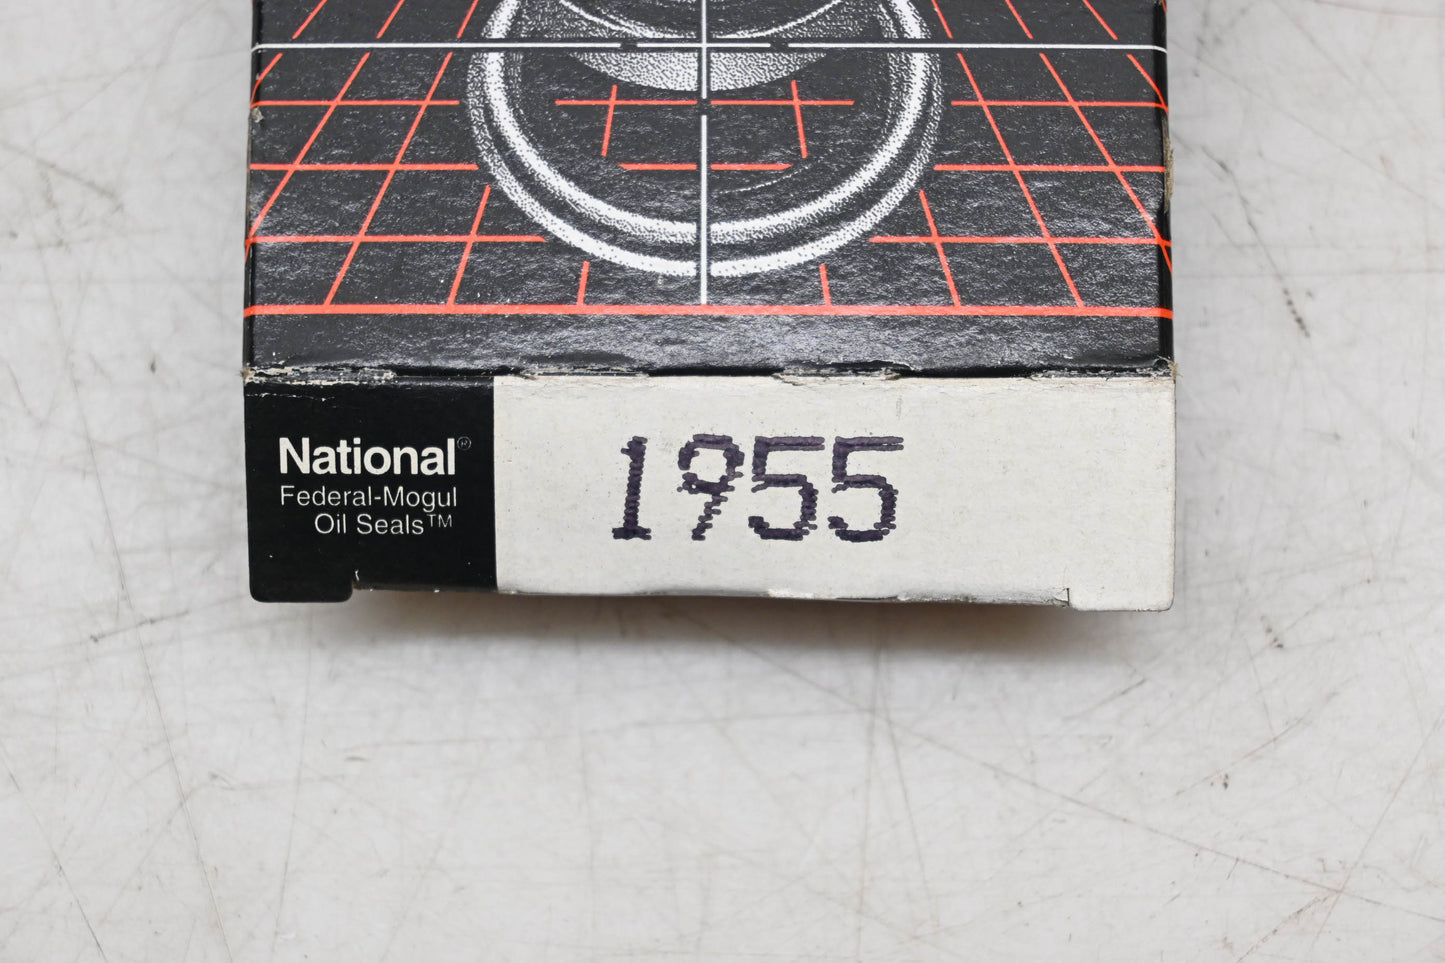 National®
Federal-Mogul
Oil Seals™
1955